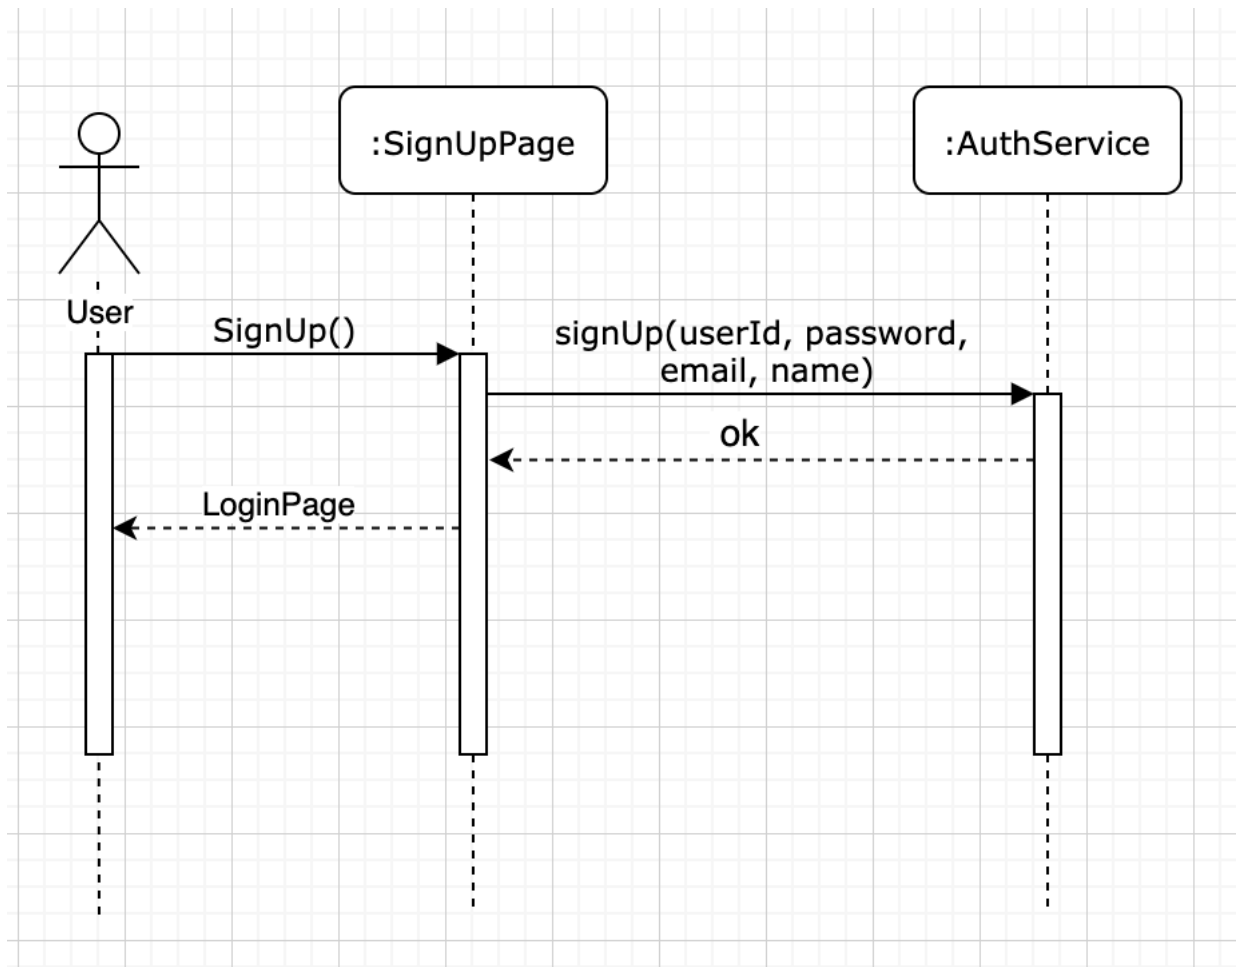 :SignUpPage
:AuthService
User
SignUp()
signUp(userId, password,
email, name)
ok
LoginPage